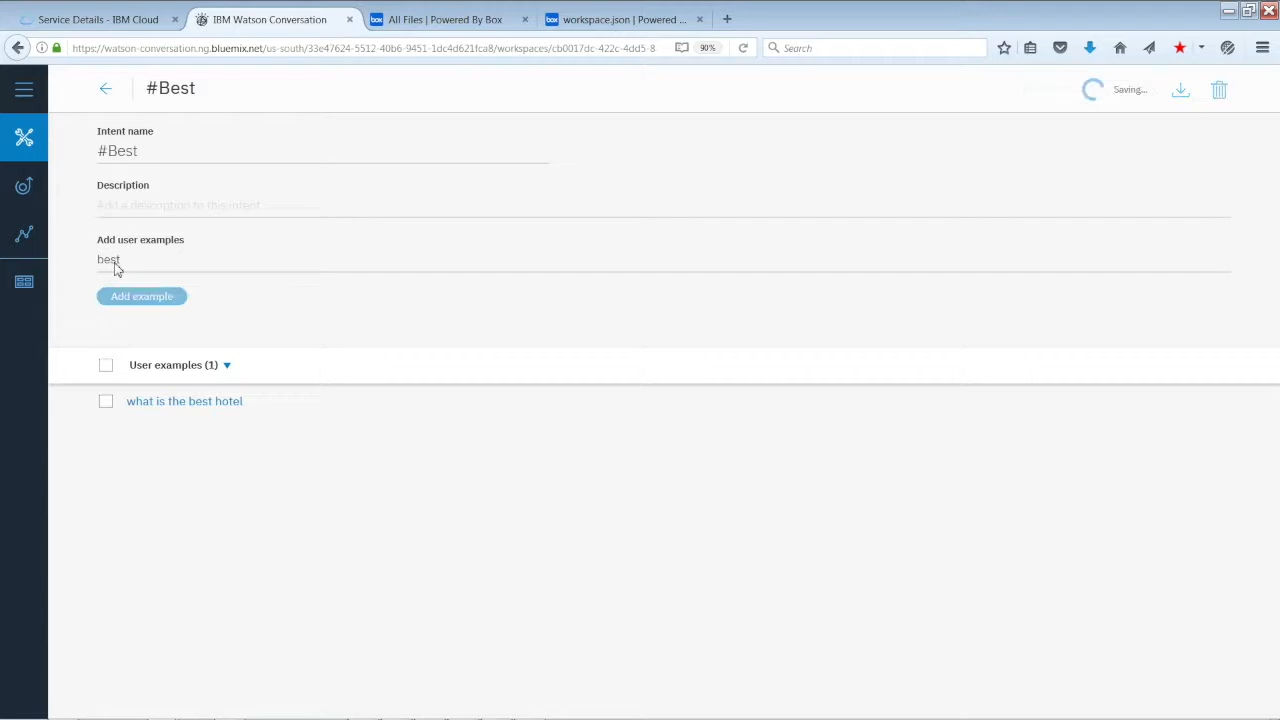 Service Details - IBM Cloud
IBM Watson Conversation
box All Files | Powered By Box
box workspace.json | Powered ...
https://watson-conversation.ng.bluemix.net/us-south/33e47624-5512-40b6-9451-1dc4d621fca8/workspaces/cb0017dc-422c-4dd5-8
90%
Search
#Best
Saving...
Intent name
#Best
Description
Add a description to this intent
Add user examples
best
Add example
User examples (1)
what is the best hotel